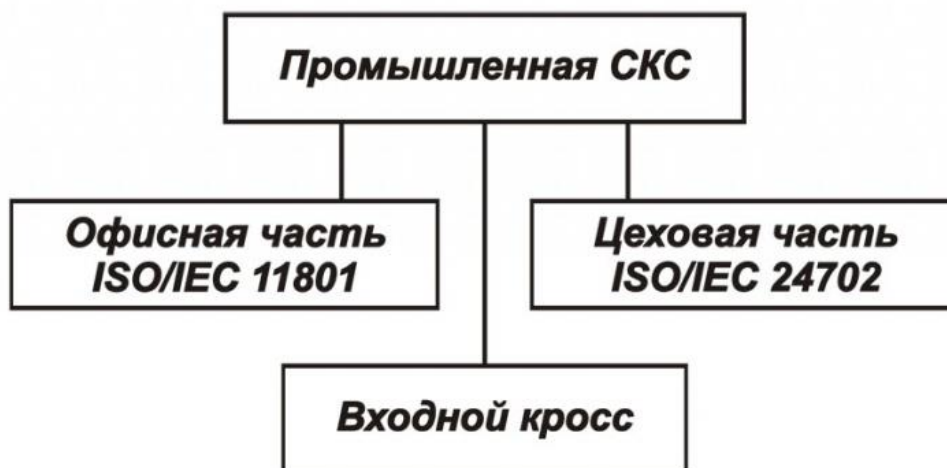 Промышленная СКС
Офисная часть
ISO/IEC 11801
Цеховая часть
ISO/IEC 24702
Входной кросс